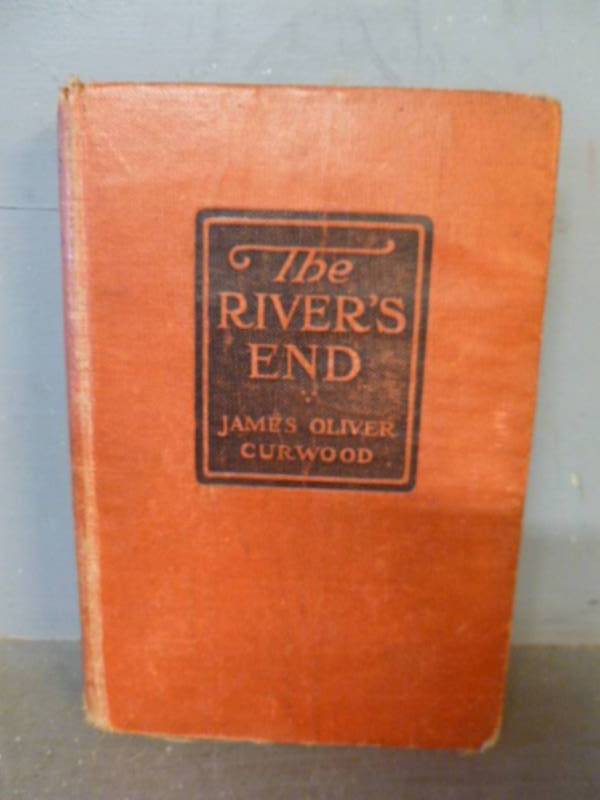 The
RIVER'S
END
JAMES OLIVER
CURWOOD